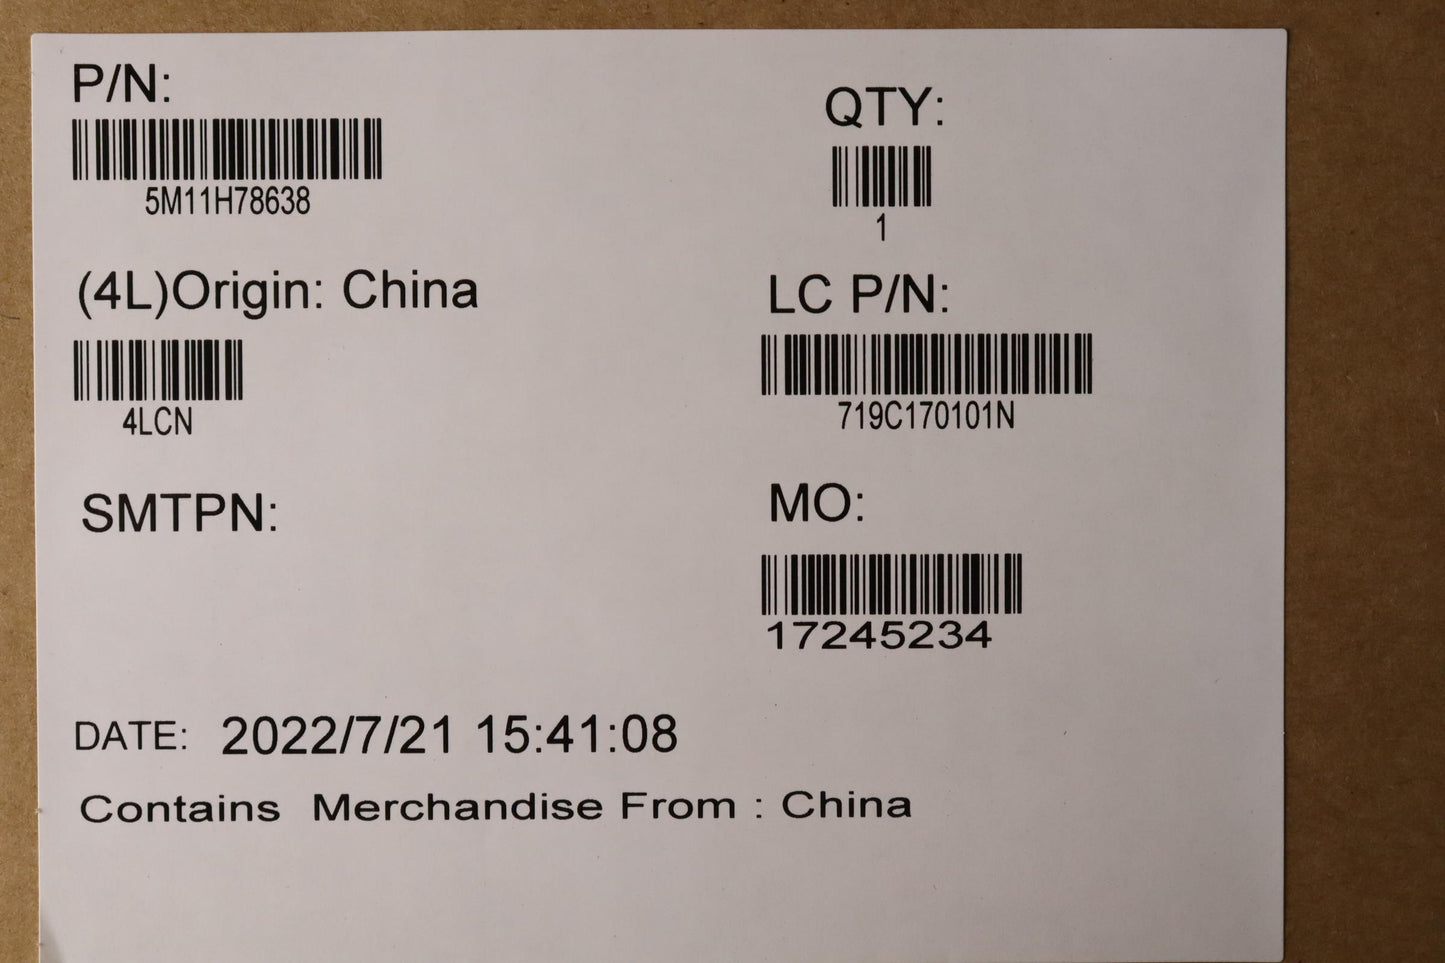 P/N:
5M11H78638
QTY:
1
(4L)Origin: China
4LCN
LC P/N:
719C170101N
SMTPN:
MO:
17245234
DATE: 2022/7/21 15:41:08
Contains Merchandise From : China